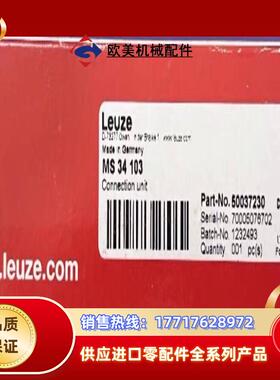 欧美机械配件
Leuze
Made in Germany
MS 34 103
Connection unit
Part-No. 50037230
Serial-No. 70005076702
Batch-No. 1232493
Quantity 001 pc(s)
.leuze.com
品
保证
销售热线：17717628972
供应进口零配件全系列产品